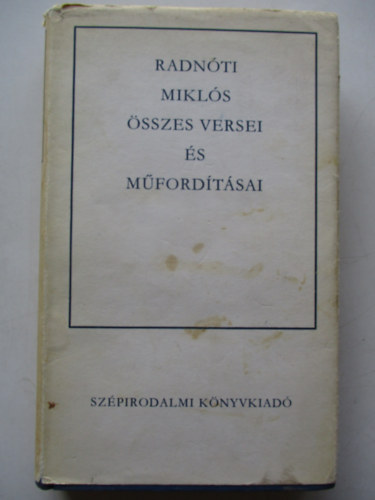 RADNÓTI
MIKLÓS
ÖSSZES VERSEI
ÉS
MŰFORDÍTÁSAI
SZÉPIRODALMI KÖNYVKIADÓ